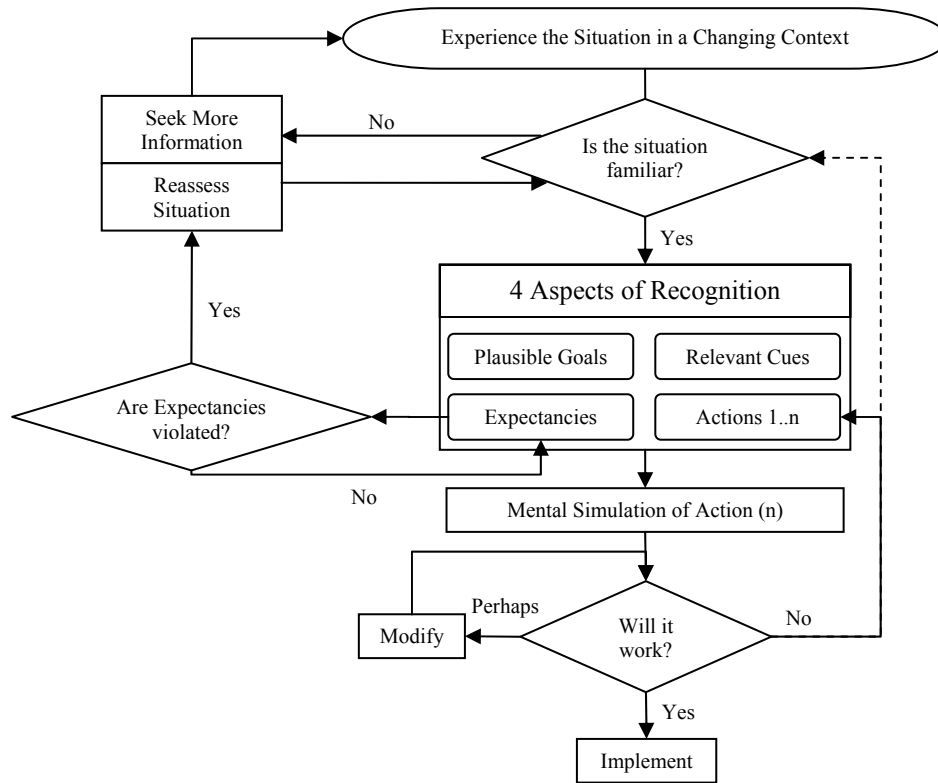 Experience the Situation in a Changing Context
Seek More
Information
No
Is the situation
familiar?
Reassess
Situation
Yes
4 Aspects of Recognition
Yes
Plausible Goals
Relevant Cues
Are Expectancies
violated?
Expectancies
Actions 1..n
No
Mental Simulation of Action (n)
Perhaps
No
Modify
Will it
work?
Yes
Implement